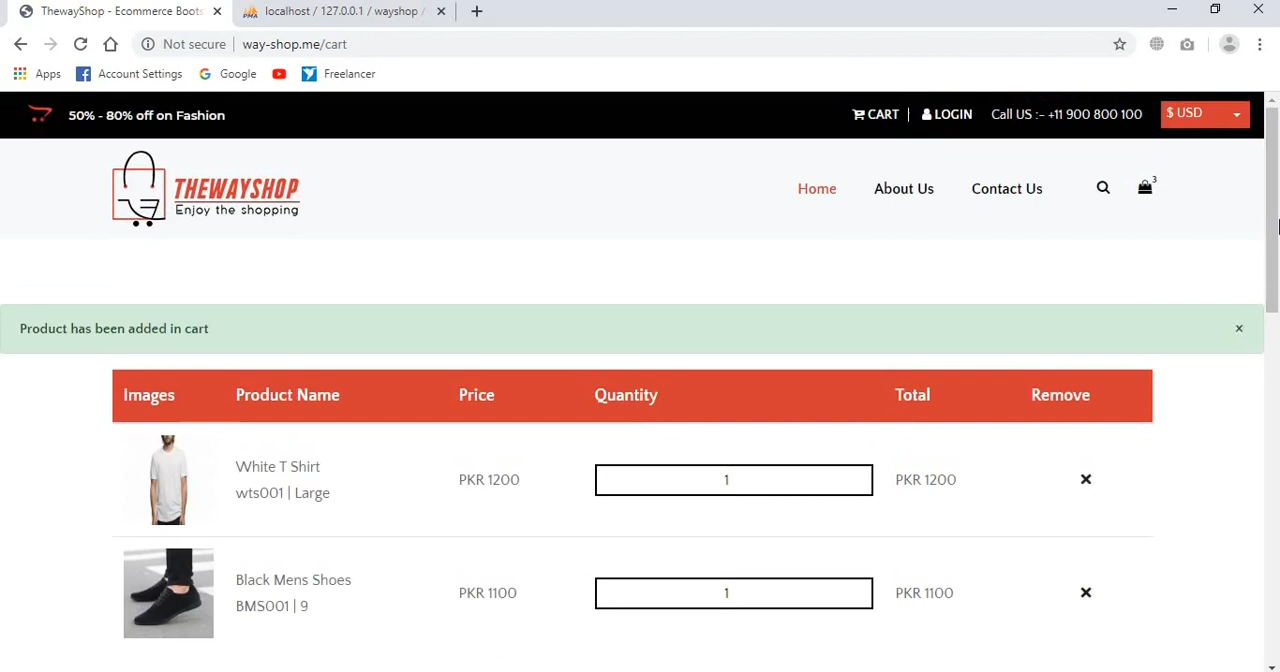 ThewayShop - Ecommerce Boots
localhost / 127.0.0.1 / wayshop /
Not secure | way-shop.me/cart
Apps Account Settings Google Freelancer
50% - 80% off on Fashion
CART | LOGIN Call US :- +11 900 800 100 $ USD
THEWAYSHOP
Enjoy the shopping
Home About Us Contact Us 3
Product has been added in cart ×
Images Product Name Price Quantity Total Remove
White T Shirt
wts001 | Large
PKR 1200 1 PKR 1200
Black Mens Shoes
BMS001 | 9
PKR 1100 1 PKR 1100